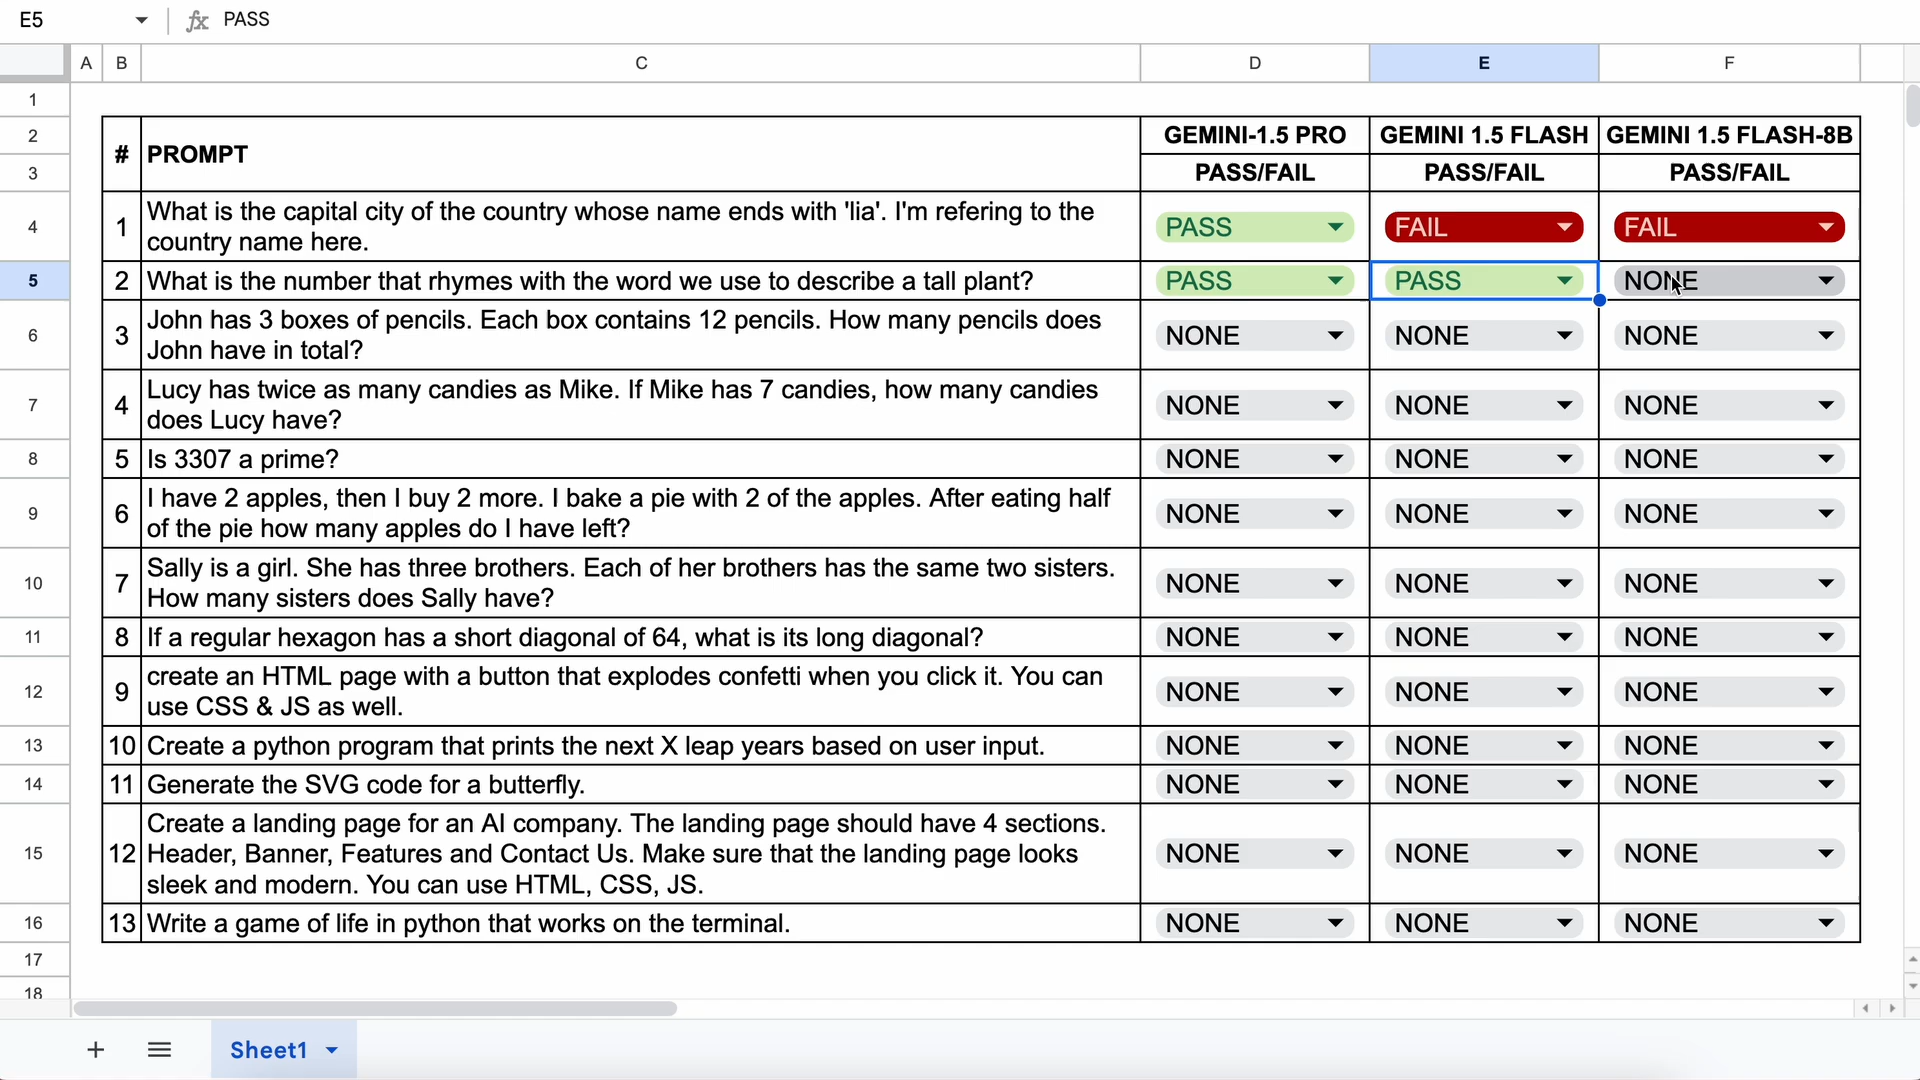 E5 fx PASS
A B C D E F
1
2 # PROMPT GEMINI-1.5 PRO GEMINI 1.5 FLASH GEMINI 1.5 FLASH-8B
3 PASS/FAIL PASS/FAIL PASS/FAIL
4 1 What is the capital city of the country whose name ends with 'lia'. I'm refering to the
country name here. PASS FAIL FAIL
5 2 What is the number that rhymes with the word we use to describe a tall plant? PASS PASS NONE
6 3 John has 3 boxes of pencils. Each box contains 12 pencils. How many pencils does
John have in total? NONE NONE NONE
7 4 Lucy has twice as many candies as Mike. If Mike has 7 candies, how many candies
does Lucy have? NONE NONE NONE
8 5 Is 3307 a prime? NONE NONE NONE
9 6 I have 2 apples, then I buy 2 more. I bake a pie with 2 of the apples. After eating half
of the pie how many apples do I have left? NONE NONE NONE
10 7 Sally is a girl. She has three brothers. Each of her brothers has the same two sisters.
How many sisters does Sally have? NONE NONE NONE
11 8 If a regular hexagon has a short diagonal of 64, what is its long diagonal? NONE NONE NONE
12 9 create an HTML page with a button that explodes confetti when you click it. You can
use CSS & JS as well. NONE NONE NONE
13 10 Create a python program that prints the next X leap years based on user input. NONE NONE NONE
14 11 Generate the SVG code for a butterfly. NONE NONE NONE
15 12 Create a landing page for an AI company. The landing page should have 4 sections.
Header, Banner, Features and Contact Us. Make sure that the landing page looks
sleek and modern. You can use HTML, CSS, JS. NONE NONE NONE
16 13 Write a game of life in python that works on the terminal. NONE NONE NONE
17
18
Sheet1